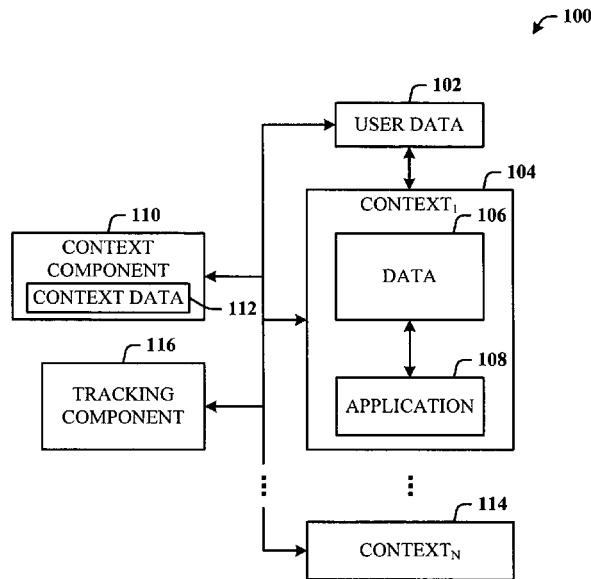 100
102
USER DATA
104
CONTEXT1
106
DATA
110
CONTEXT
COMPONENT
CONTEXT DATA
112
116
TRACKING
COMPONENT
108
APPLICATION
114
CONTEXTN